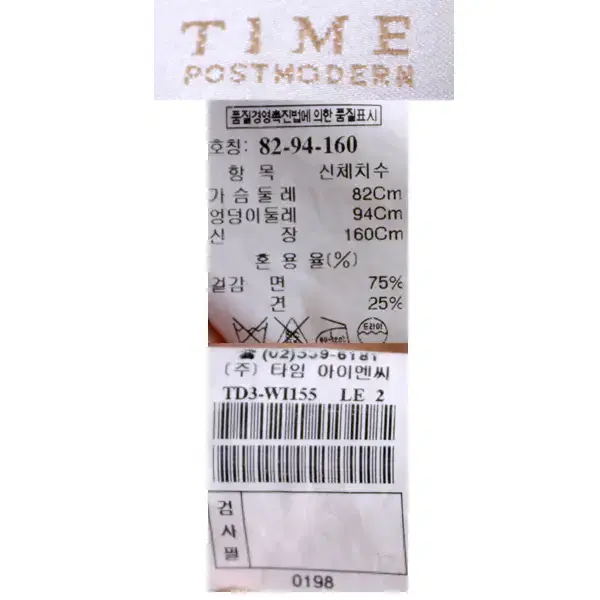 TIME
POSTMODERN
품질경영촉진법에 의한 품질표시
호칭: 82-94-160
항 목 신체치수
가 슴 둘 레 82Cm
엉덩이둘레 94Cm
신 장 160Cm
혼 용 율(%)
겉감 면 75%
견 25%
드라이
(주) 타임 아이엔씨
TD3-WI155 LE 2
검
사
필
0198